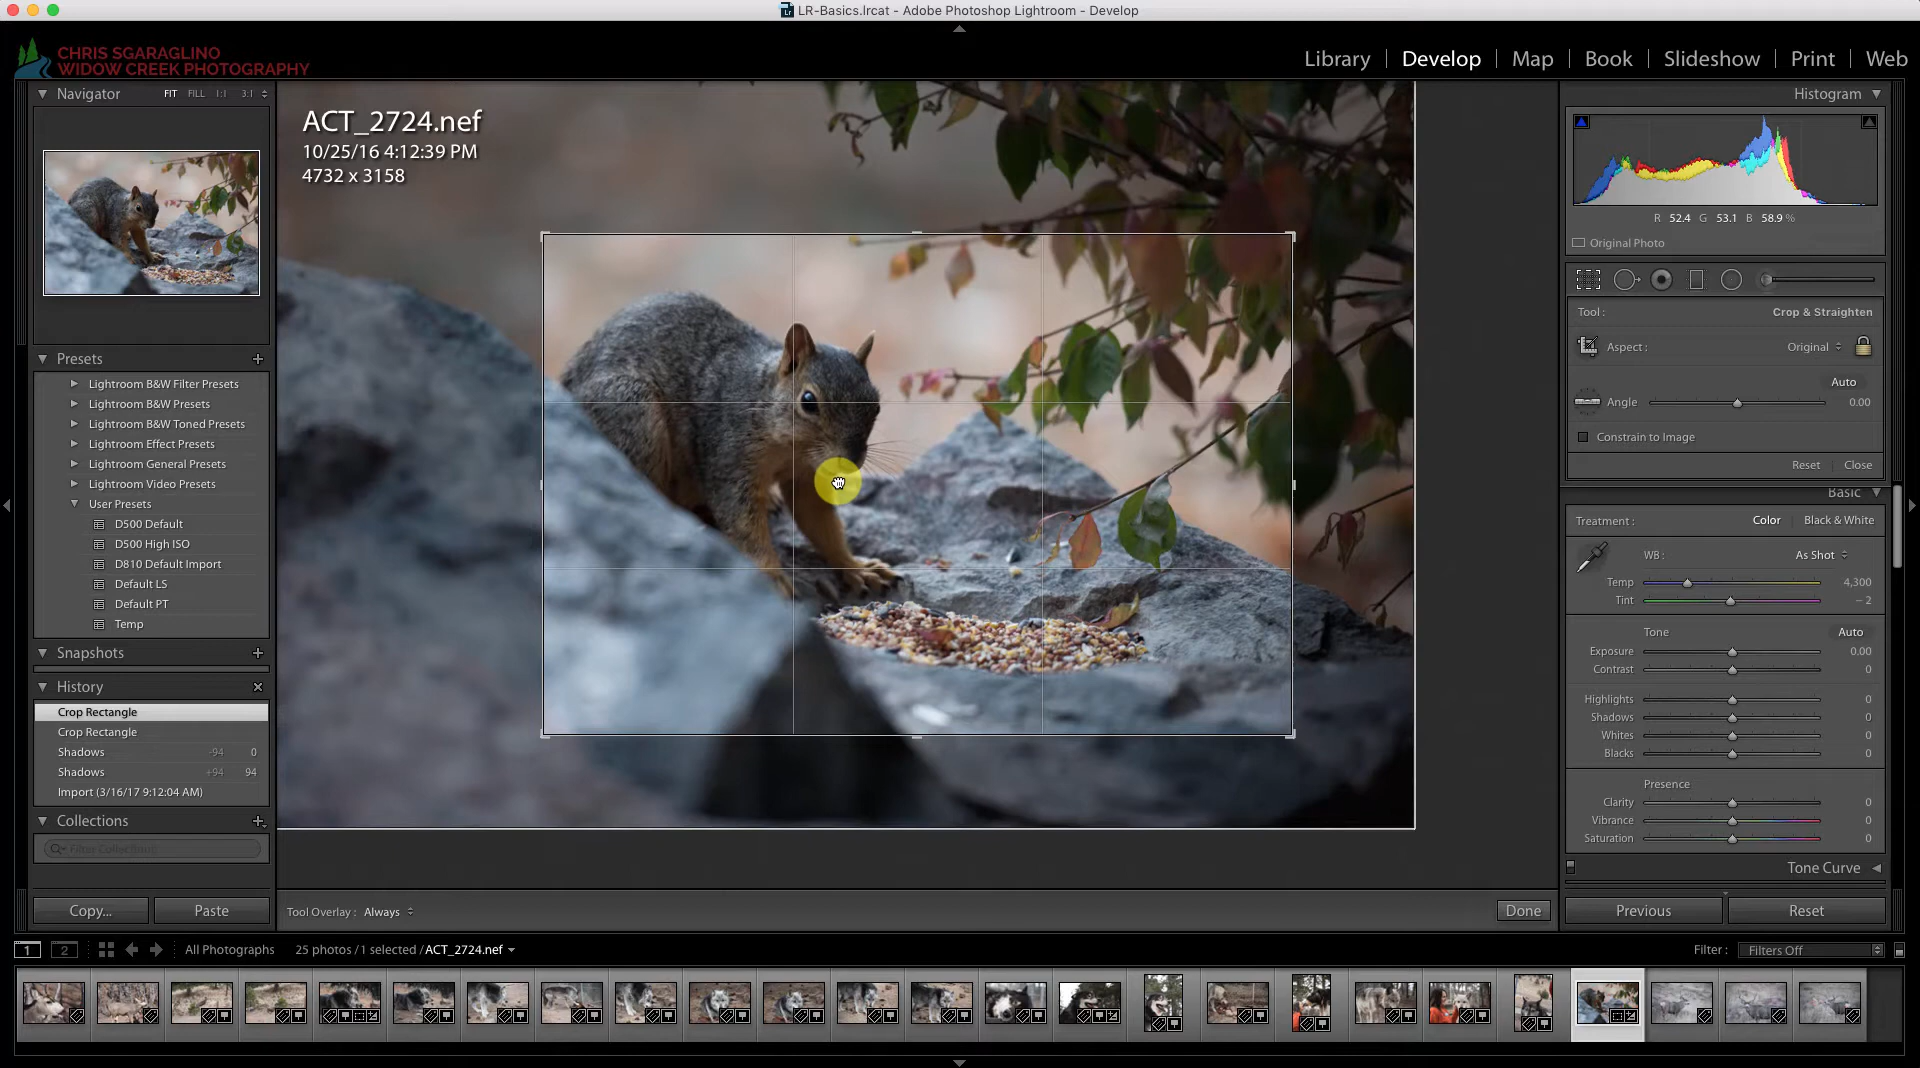 LR-Basics.lrcat - Adobe Photoshop Lightroom - Develop
CHRIS SGARAGLINO
WIDOW CREEK PHOTOGRAPHY
Library | Develop | Map | Book | Slideshow | Print | Web
Navigator FIT FILL 1:1 3:1
Presets
Lightroom B&W Filter Presets
Lightroom B&W Presets
Lightroom B&W Toned Presets
Lightroom Effect Presets
Lightroom General Presets
Lightroom Video Presets
User Presets
D500 Default
D500 High ISO
D810 Default Import
Default LS
Default PT
Temp
Snapshots
History
Crop Rectangle
Crop Rectangle
Shadows -94 0
Shadows +94 94
Import (3/16/17 9:12:04 AM)
Collections
Filter Collections
Copy... Paste
ACT_2724.nef
10/25/16 4:12:39 PM
4732 x 3158
Tool Overlay : Always
Done
Histogram
R 52.4 G 53.1 B 58.9 %
Original Photo
Tool : Crop & Straighten
Aspect : Original
Auto
Angle 0.00
Constrain to Image
Reset Close
Basic
Treatment : Color | Black & White
WB : As Shot
Temp 4,300
Tint - 2
Tone Auto
Exposure 0.00
Contrast 0
Highlights 0
Shadows 0
Whites 0
Blacks 0
Presence
Clarity 0
Vibrance 0
Saturation 0
Tone Curve
Previous Reset
1 2 All Photographs 25 photos / 1 selected / ACT_2724.nef
Filter : Filters Off